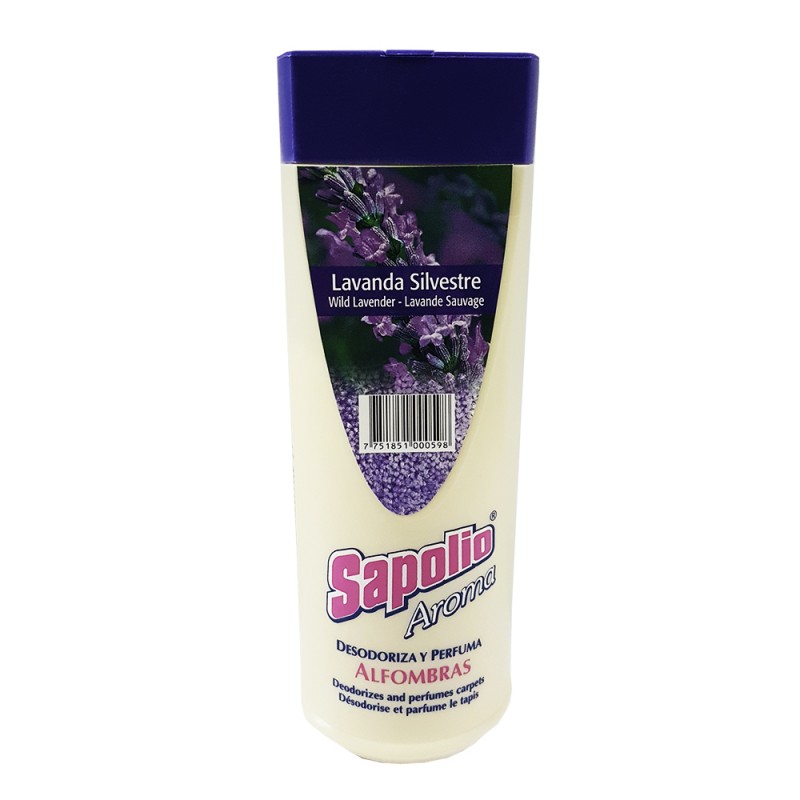 Lavanda Silvestre
Wild Lavender - Lavande Sauvage
7 751851 000598
Sapolio®
Aroma
DESODORIZA Y PERFUMA
ALFOMBRAS
Deodorizes and perfumes carpets
Désodorise et parfume le tapis